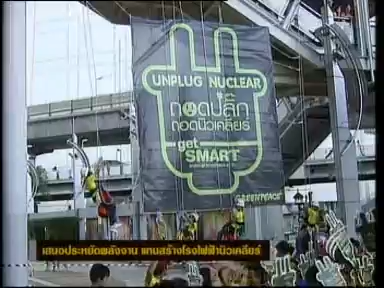 UNPLUG NUCLEAR
ถอดปลั๊ก
ถอดนิวเคลียร์
get
SMART
GREENPEACE
เสนอประหยัดพลังงาน แทนสร้างโรงไฟฟ้านิวเคลียร์